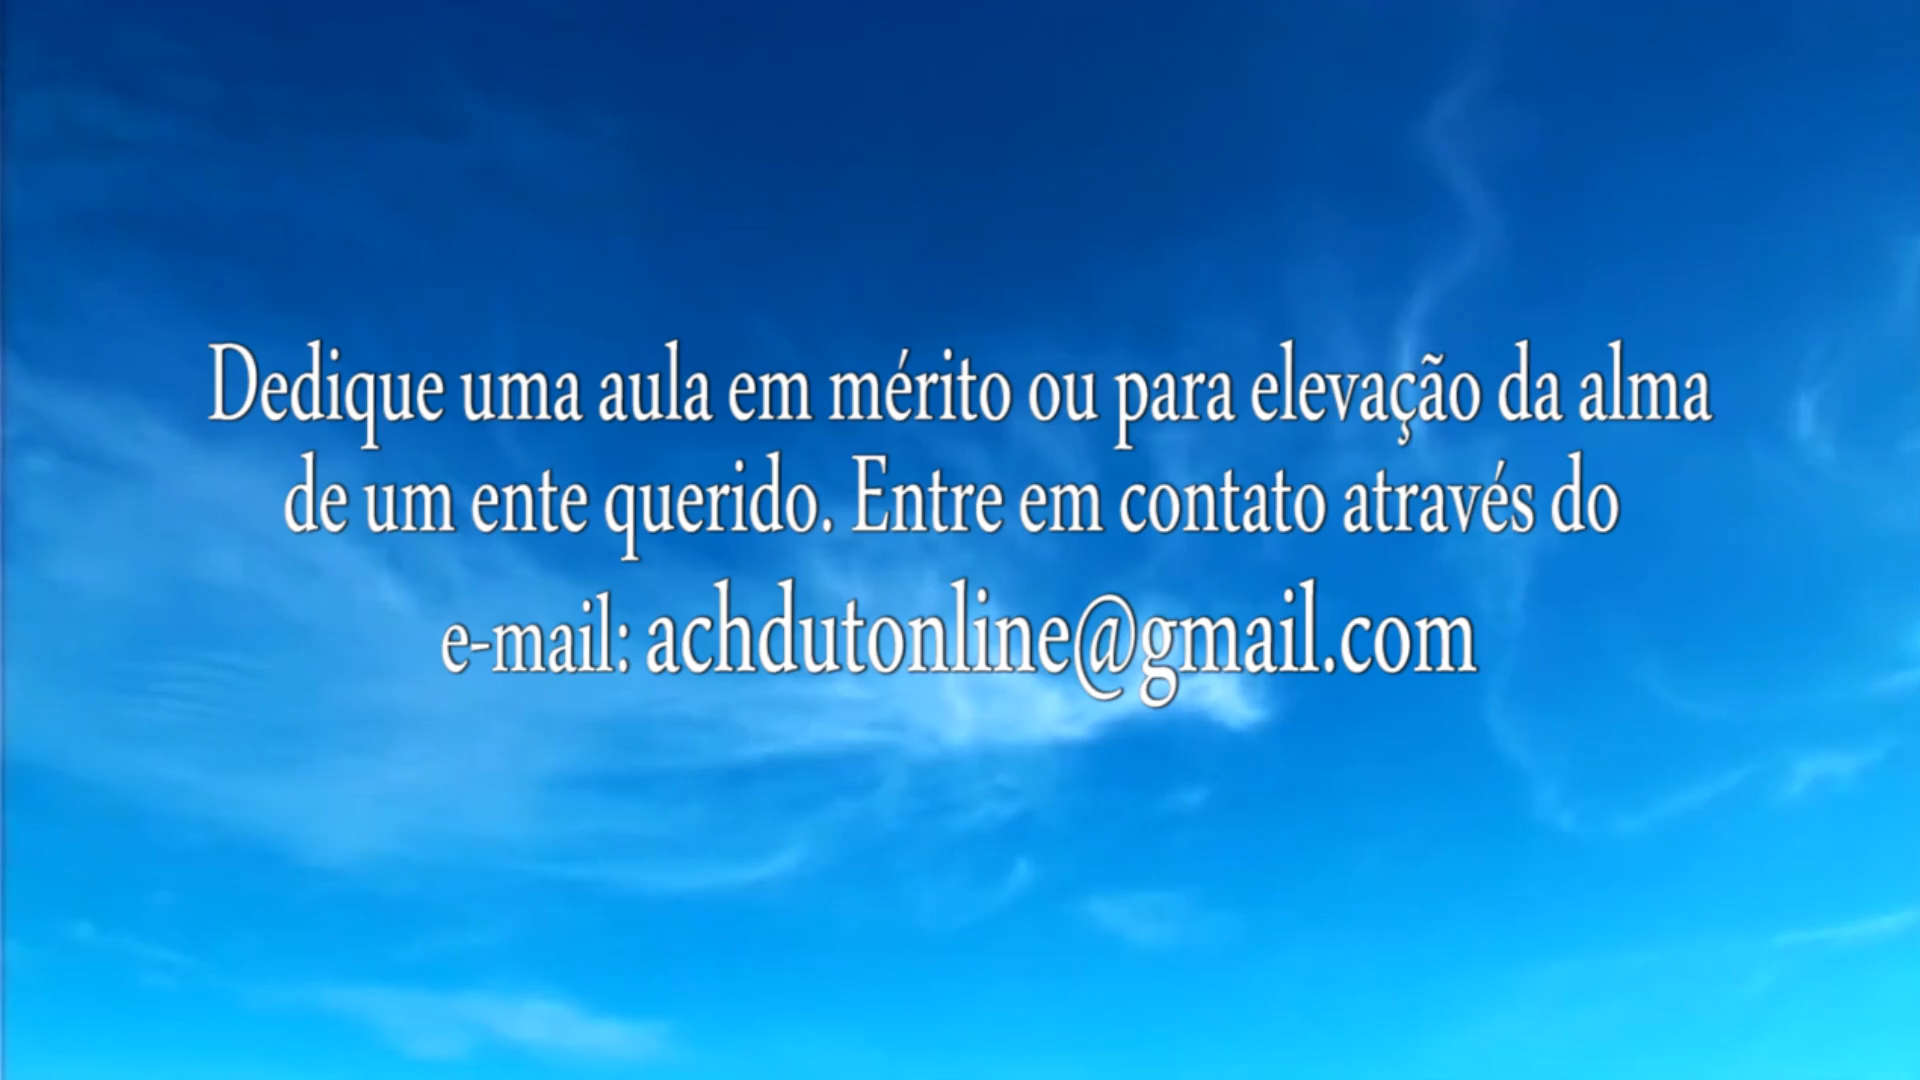 Dedique uma aula em mérito ou para elevação da alma
de um ente querido. Entre em contato através do
e-mail: achdutonline@gmail.com